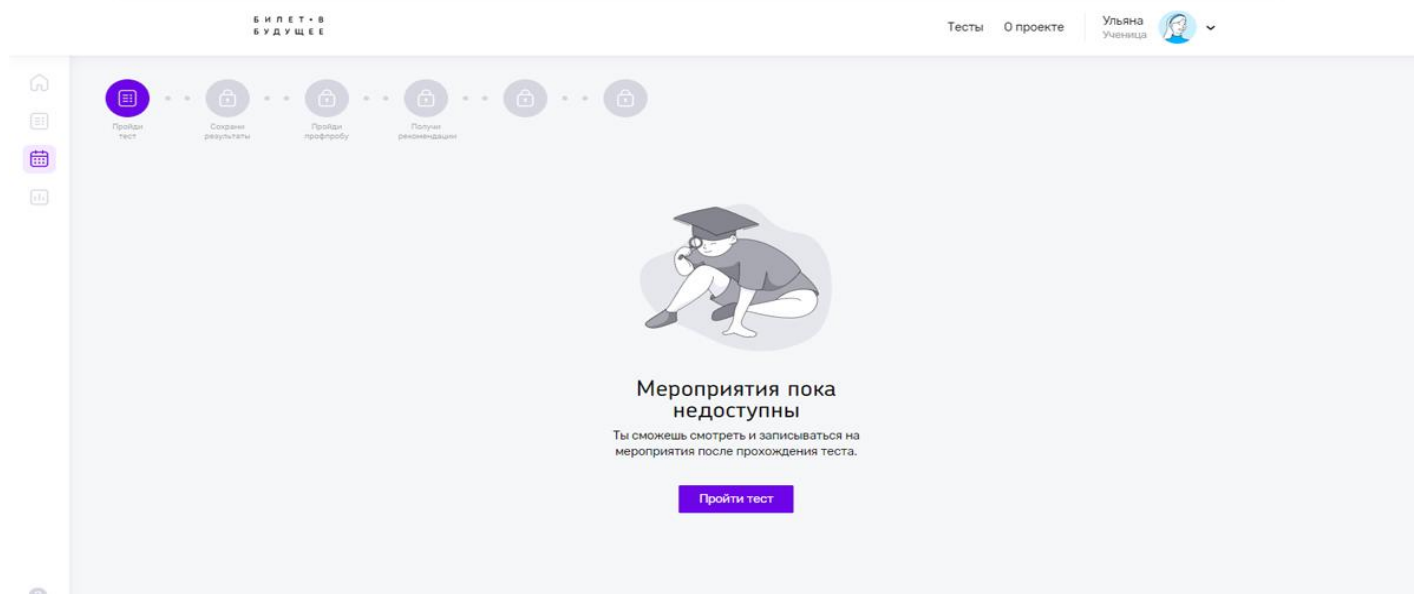 БИЛЕТ•В
БУДУЩЕЕ
Тесты О проекте
Ульяна
Ученица
Пройди
тест
Сохрани
результаты
Пройди
профпробу
Получи
рекомендации
Мероприятия пока
недоступны
Ты сможешь смотреть и записываться на
мероприятия после прохождения теста.
Пройти тест